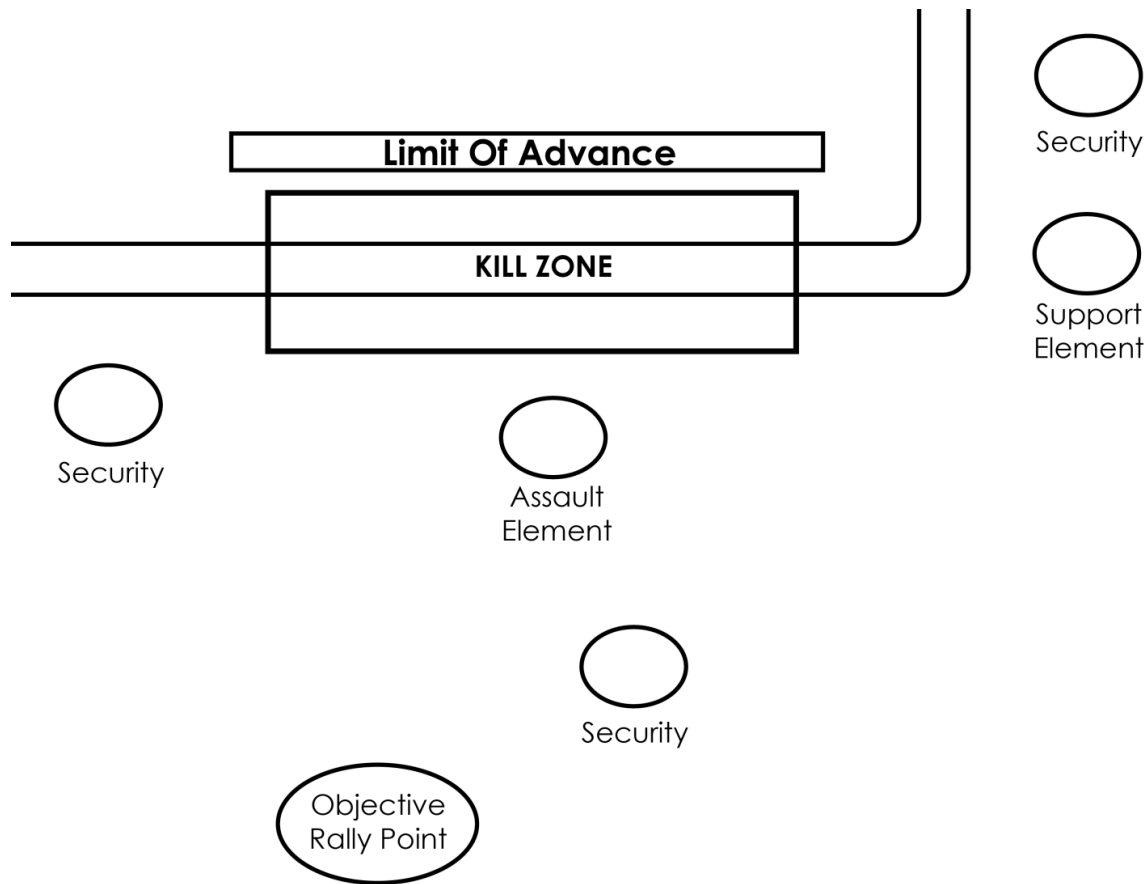 Security
Limit Of Advance
KILL ZONE
Support
Element
Security
Assault
Element
Security
Objective
Rally Point